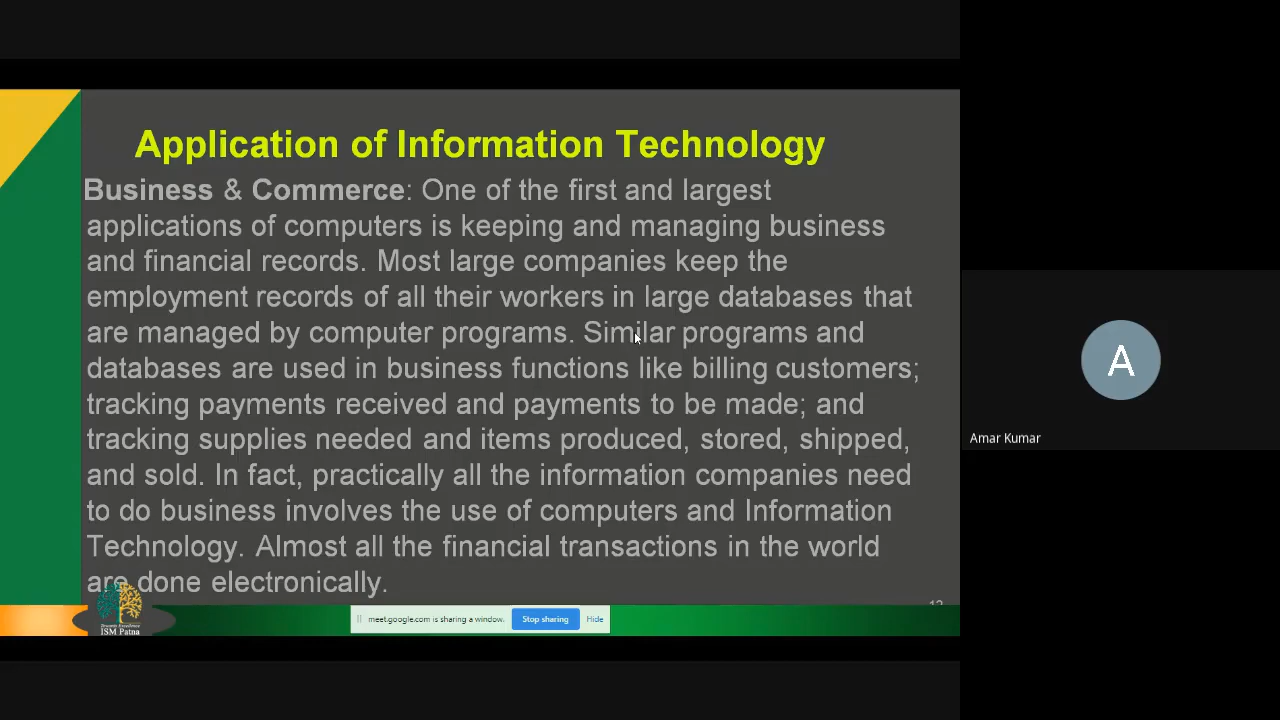 Application of Information Technology
Business & Commerce: One of the first and largest
applications of computers is keeping and managing business
and financial records. Most large companies keep the
employment records of all their workers in large databases that
are managed by computer programs. Similar programs and
databases are used in business functions like billing customers;
tracking payments received and payments to be made; and
tracking supplies needed and items produced, stored, shipped,
and sold. In fact, practically all the information companies need
to do business involves the use of computers and Information
Technology. Almost all the financial transactions in the world
are done electronically.
ISM Patna
meet.google.com is sharing a window. Stop sharing Hide
A
Amar Kumar